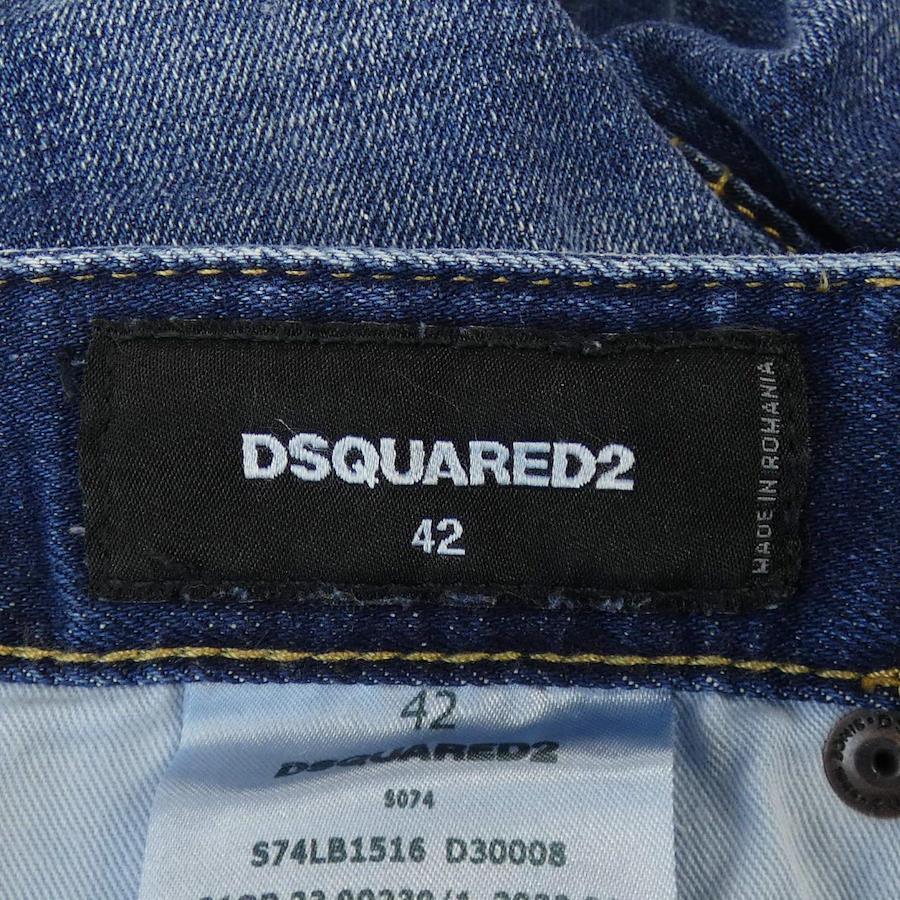 DSQUARED2
42
MADE IN ROMANIA
42
DSQUARED2
S074
S74LB1516 D30008